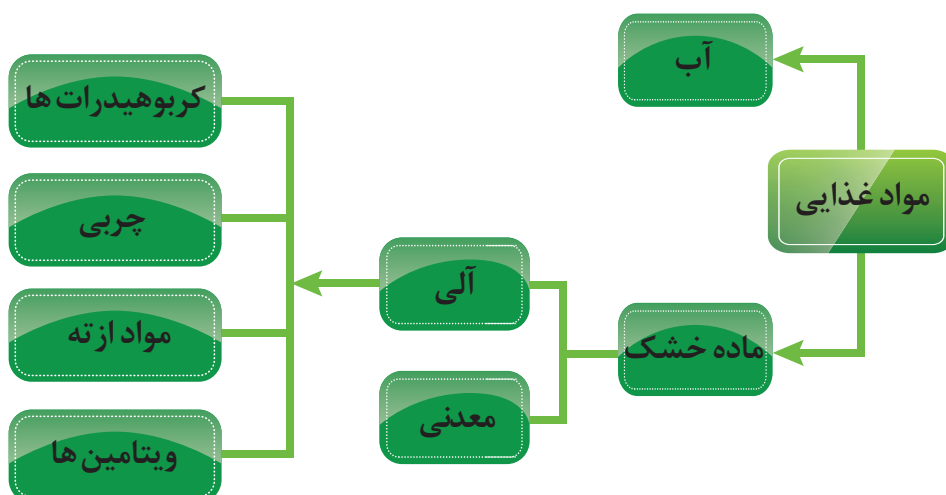 مواد غذایی
آب
ماده خشک
آلی
معدنی
کربوهیدرات ها
چربی
مواد ازته
ویتامین ها